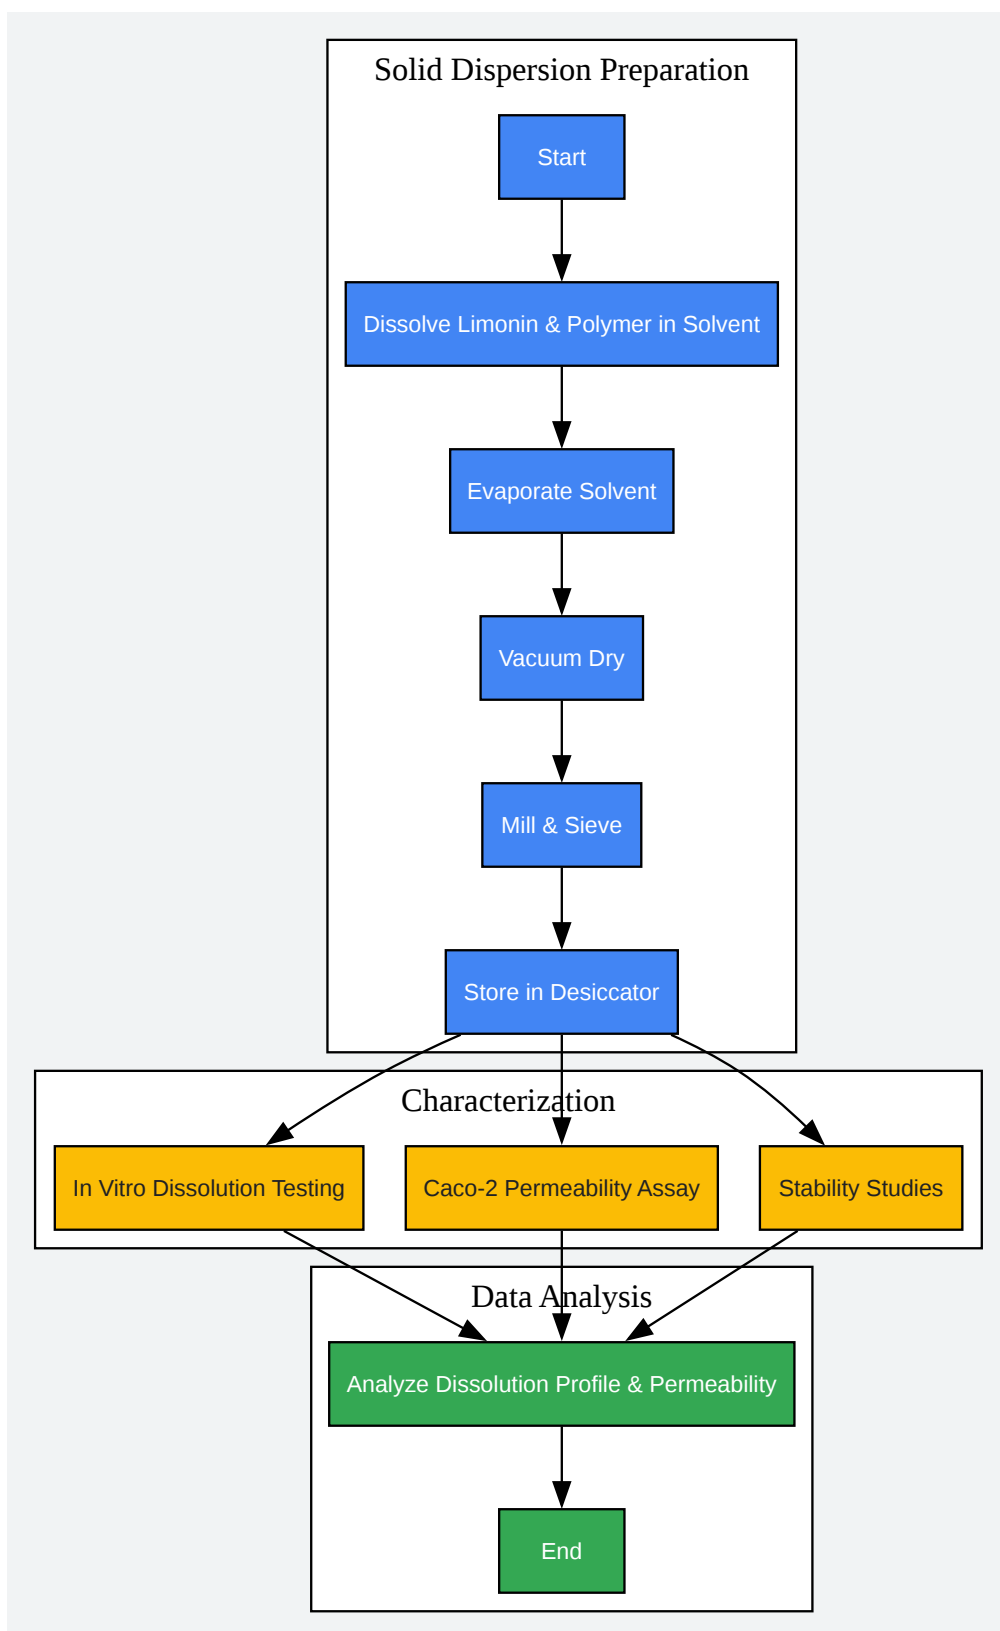 Solid Dispersion Preparation
Start
Dissolve Limonin & Polymer in Solvent
Evaporate Solvent
Vacuum Dry
Mill & Sieve
Store in Desiccator
Characterization
In Vitro Dissolution Testing
Caco-2 Permeability Assay
Stability Studies
Data Analysis
Analyze Dissolution Profile & Permeability
End